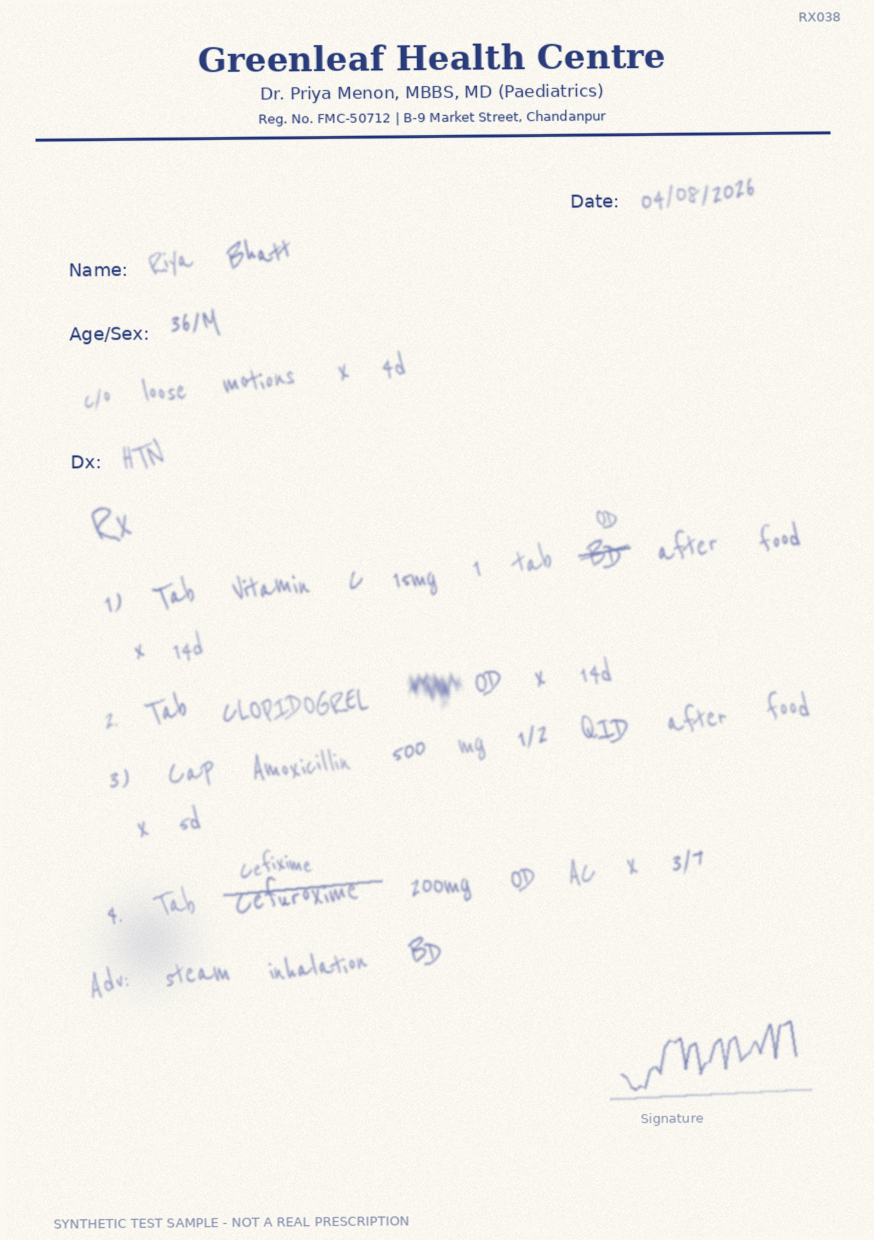 RX038
Greenleaf Health Centre
Dr. Priya Menon, MBBS, MD (Paediatrics)
Reg. No. FMC-50712 | B-9 Market Street, Chandanpur
Date: 04/08/2026
Name: Riya Bhatt
Age/Sex: 36/M
c/o loose motions x 4d
Dx: HTN
Rx
OD
1) Tab Vitamin C 15mg 1 tab BD after food
x 14d
2. Tab CLOPIDOGREL OD x 14d
3) Cap Amoxicillin 500 mg 1/2 QID after food
x 5d
Cefixime
4. Tab Cefuroxime 200mg OD AC x 3/7
Adv: steam inhalation BD
Signature
SYNTHETIC TEST SAMPLE - NOT A REAL PRESCRIPTION